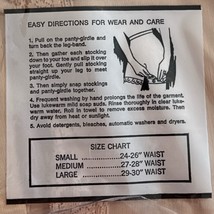 EASY DIRECTIONS FOR WEAR AND CARE
1. Pull on the panty-girdle and
turn back the leg-band.
2. Then gather each stocking
down to your toe and slip it over
your foot. Gently pull stocking
straight up your leg to meet
panty-girdle.
3. Then simply snap stockings
and panty-girdle together.
4. Frequent washing by hand prolongs the life of the garment.
Use lukewarm mild soap suds. Rinse thoroughly in clear luke-
warm water. Roll in towel to remove excess moisture. Then
dry away from sunlight.
5. Avoid detergents, bleaches, automatic washers and dryers.
SIZE CHART
SMALL ............ 24-26" WAIST
MEDIUM ............ 27-28" WAIST
LARGE ............ 29-30" WAIST